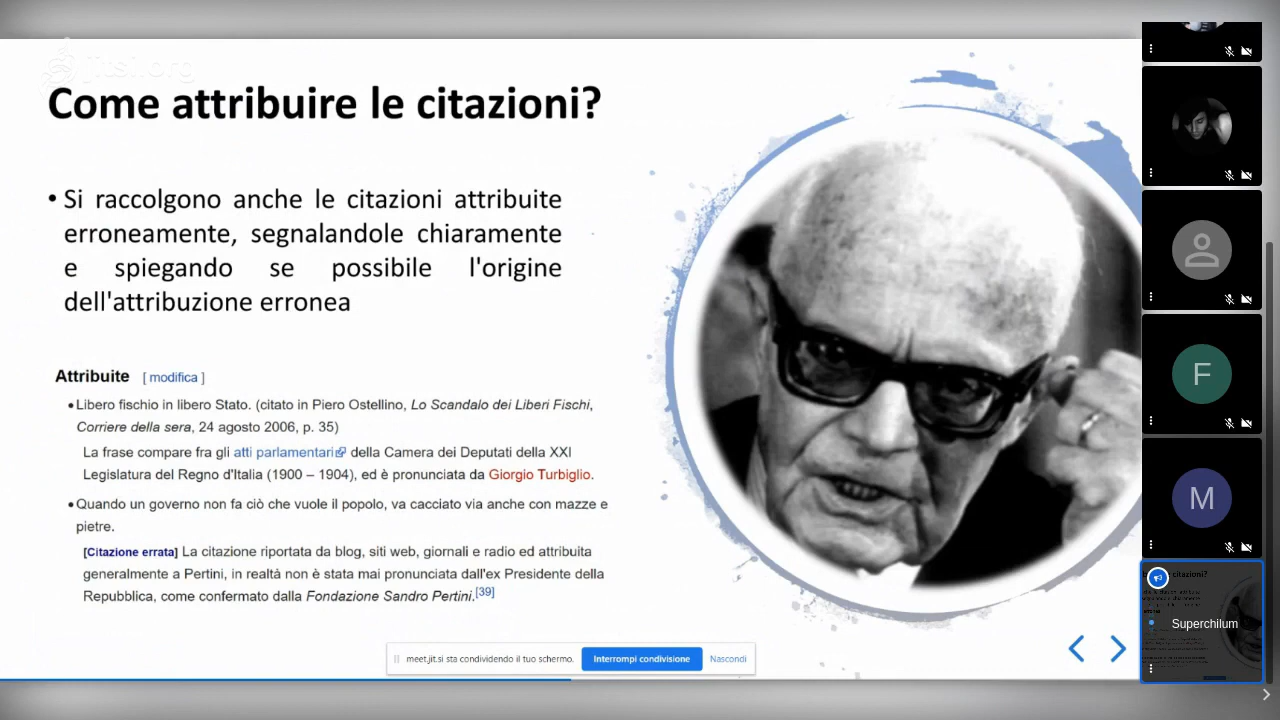 jitsi.org
Come attribuire le citazioni?
• Si raccolgono anche le citazioni attribuite
erroneamente, segnalandole chiaramente
e spiegando se possibile l'origine
dell'attribuzione erronea
Attribuite [ modifica ]
•Libero fischio in libero Stato. (citato in Piero Ostellino, Lo Scandalo dei Liberi Fischi,
Corriere della sera, 24 agosto 2006, p. 35)
La frase compare fra gli atti parlamentari della Camera dei Deputati della XXI
Legislatura del Regno d'Italia (1900 – 1904), ed è pronunciata da Giorgio Turbiglio.
•Quando un governo non fa ciò che vuole il popolo, va cacciato via anche con mazze e
pietre.
[Citazione errata] La citazione riportata da blog, siti web, giornali e radio ed attribuita
generalmente a Pertini, in realtà non è stata mai pronunciata dall'ex Presidente della
Repubblica, come confermato dalla Fondazione Sandro Pertini.[39]
meet.jit.si sta condividendo il tuo schermo. Interrompi condivisione Nascondi
F
M
Superchilum